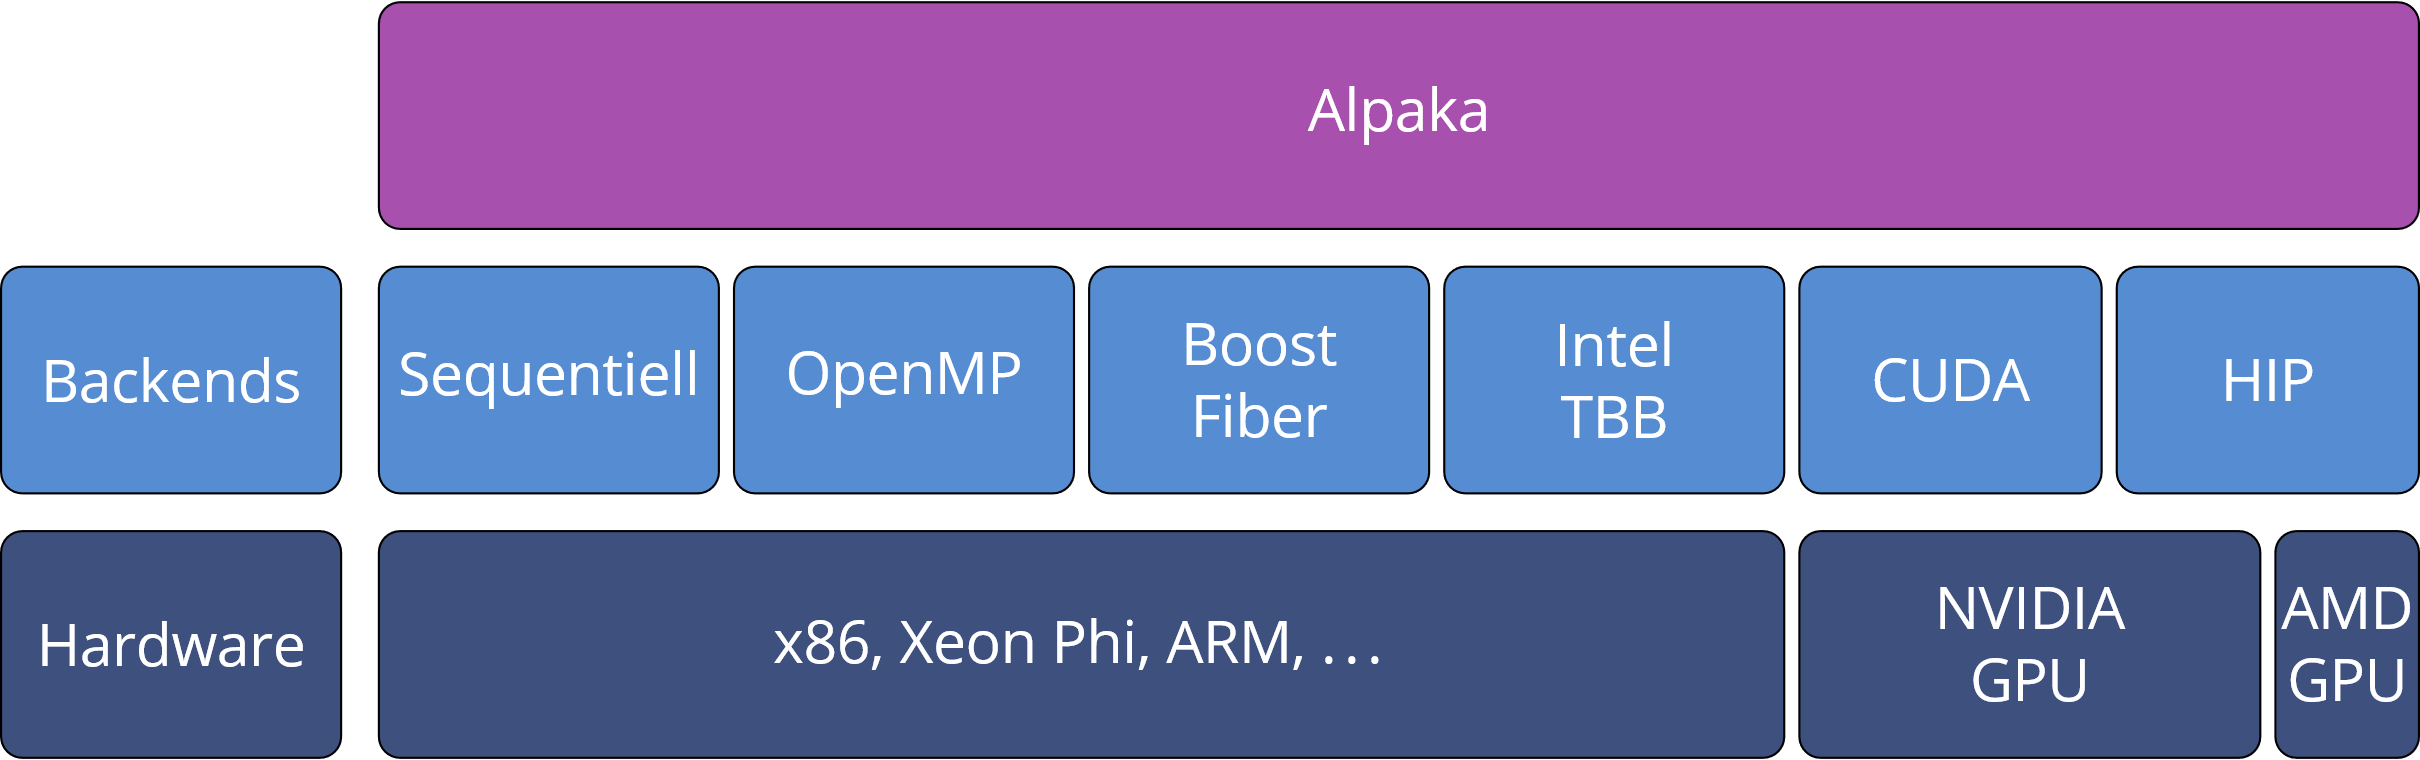 Alpaka
Backends
Sequentiell
OpenMP
Boost
Fiber
Intel
TBB
CUDA
HIP
Hardware
x86, Xeon Phi, ARM, . . .
NVIDIA
GPU
AMD
GPU